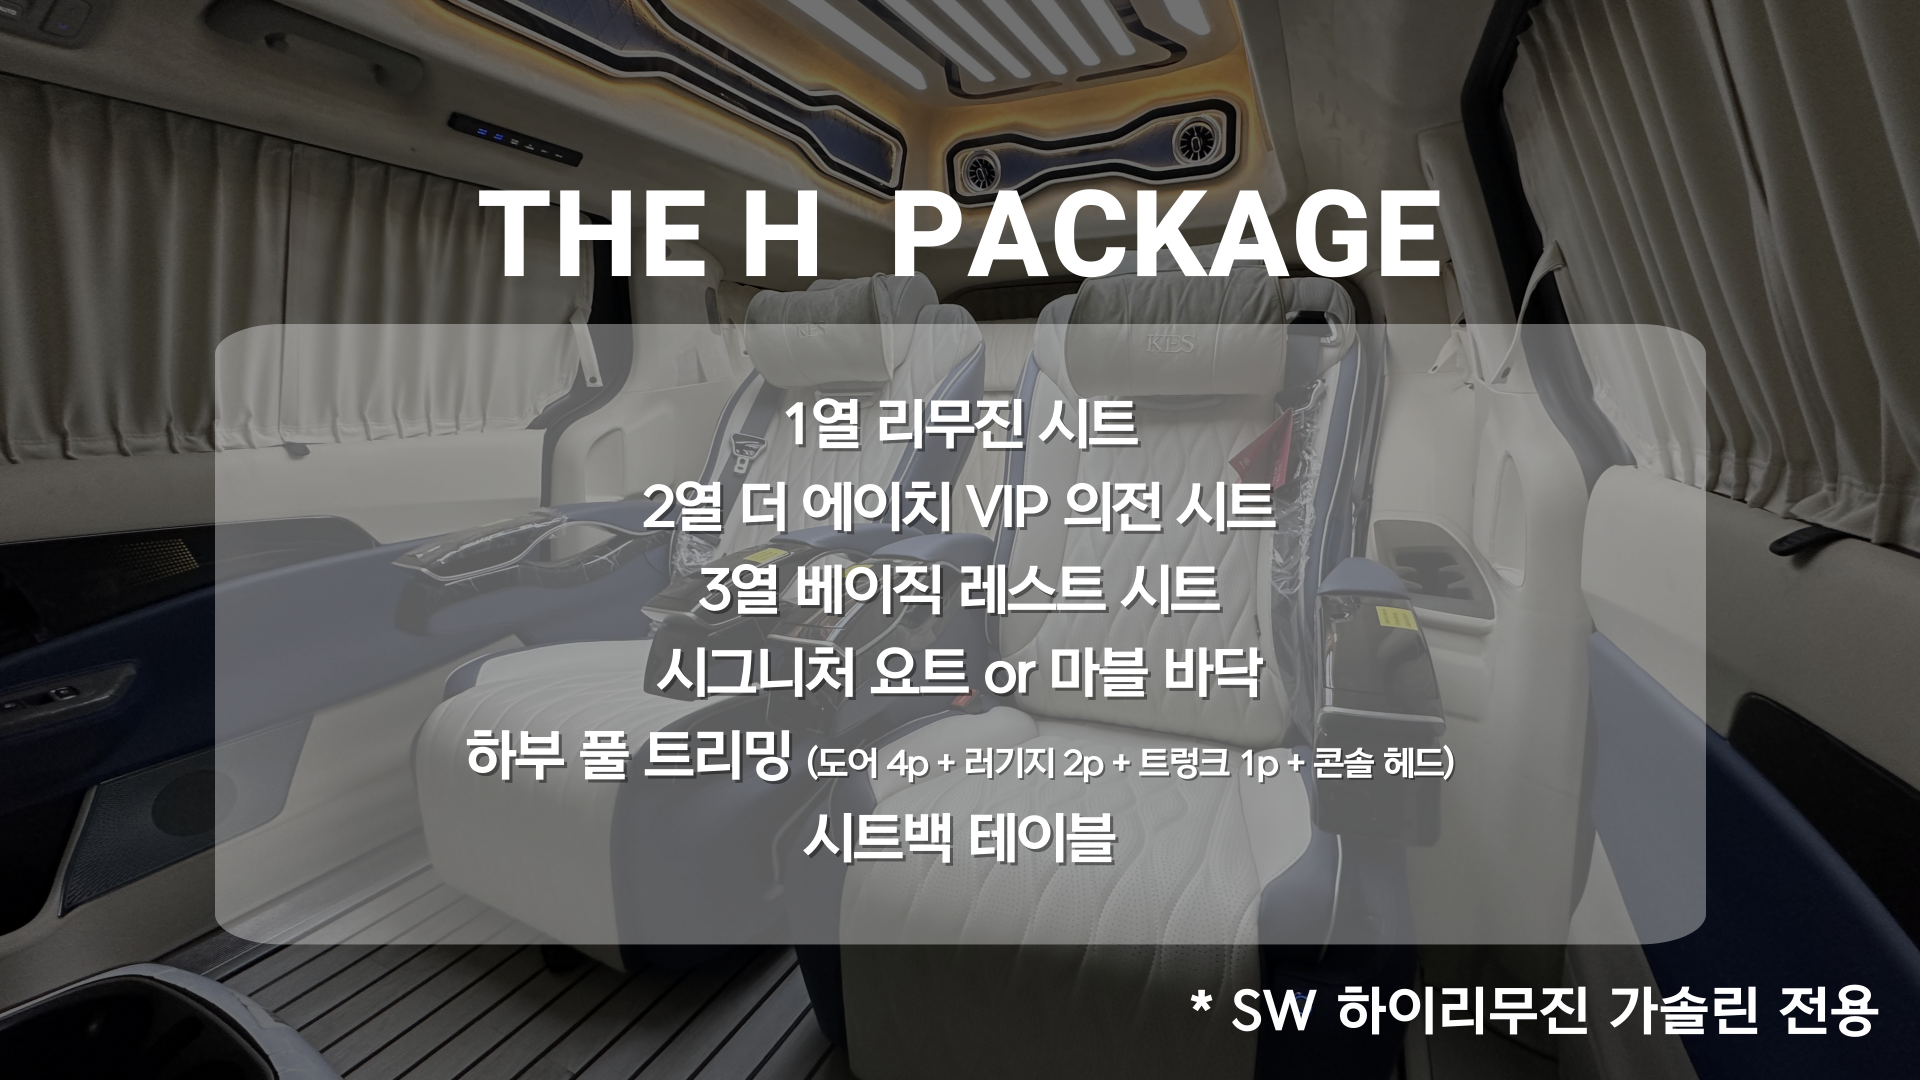 THE H PACKAGE
KES
KES
1열 리무진 시트
2열 더 에이치 VIP 의전 시트
3열 베이직 레스트 시트
시그니처 요트 or 마블 바닥
하부 풀 트리밍 (도어 4p + 러기지 2p + 트렁크 1p + 콘솔 헤드)
시트백 테이블
* SW 하이리무진 가솔린 전용